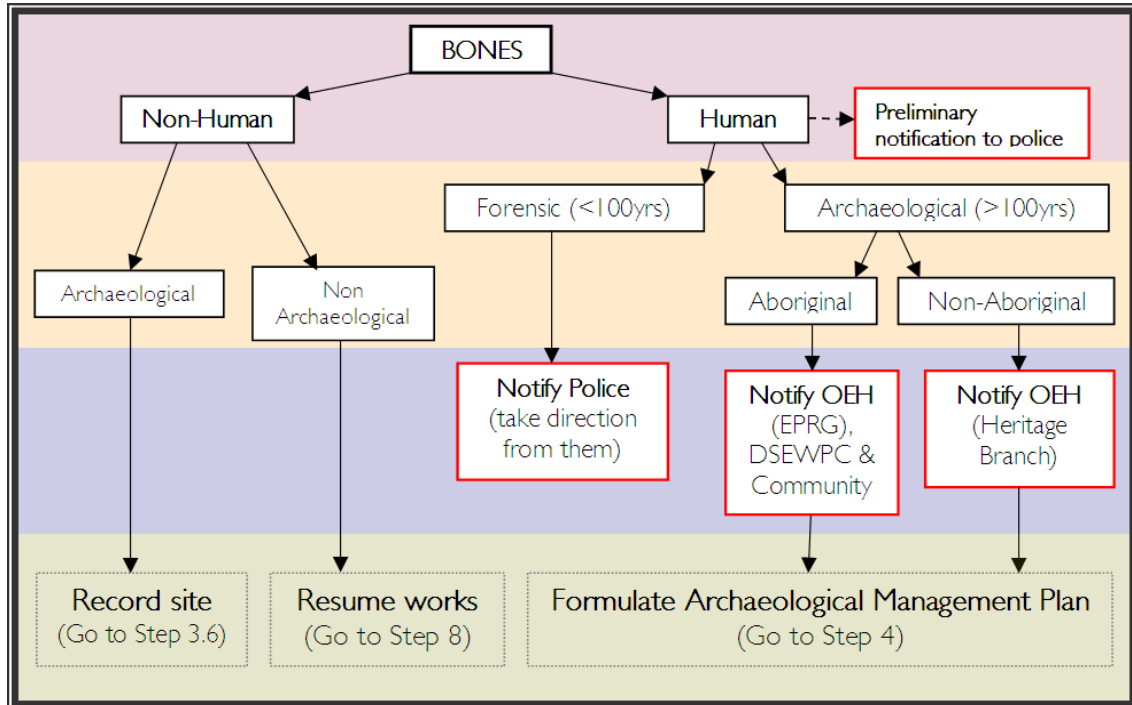 BONES
Non-Human
Human
Preliminary
notification to police
Forensic (<100yrs)
Archaeological (>100yrs)
Archaeological
Non
Archaeological
Aboriginal
Non-Aboriginal
Notify Police
(take direction
from them)
Notify OEH
(EPRG),
DSEWPC &
Community
Notify OEH
(Heritage
Branch)
Record site
(Go to Step 3.6)
Resume works
(Go to Step 8)
Formulate Archaeological Management Plan
(Go to Step 4)